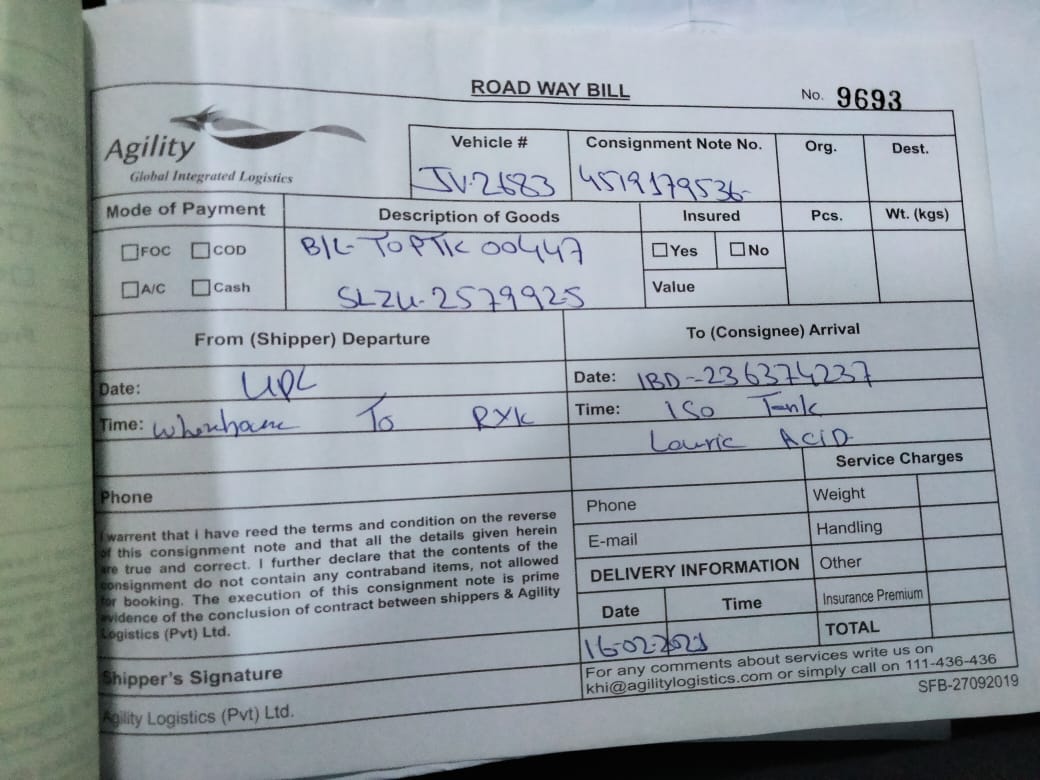 ROAD WAY BILL
No. 9693
Agility
Global Integrated Logistics
Vehicle #
JV-2683
Consignment Note No.
4519179536-
Org.
Dest.
Mode of Payment
FOC COD
A/C Cash
Description of Goods
B/L- TOPTIC 00447
SLZU-2579925
Insured
Yes No
Value
Pcs.
Wt. (kgs)
From (Shipper) Departure
Date: UDL
Time: To RYK
Phone
To (Consignee) Arrival
Date: IBD--236374237
Time: ISO Tank
Lauric ACID
Phone
E-mail
Service Charges
Weight
Handling
Other
Insurance Premium
TOTAL
DELIVERY INFORMATION
Date Time
16-02-2021
I warrent that i have reed the terms and condition on the reverse
of this consignment note and that all the details given herein
are true and correct. I further declare that the contents of the
consignment do not contain any contraband items, not allowed
for booking. The execution of this consignment note is prime
evidence of the conclusion of contract between shippers & Agility
Logistics (Pvt) Ltd.
Shipper's Signature
Agility Logistics (Pvt) Ltd.
For any comments about services write us on
khi@agilitylogistics.com or simply call on 111-436-436
SFB-27092019